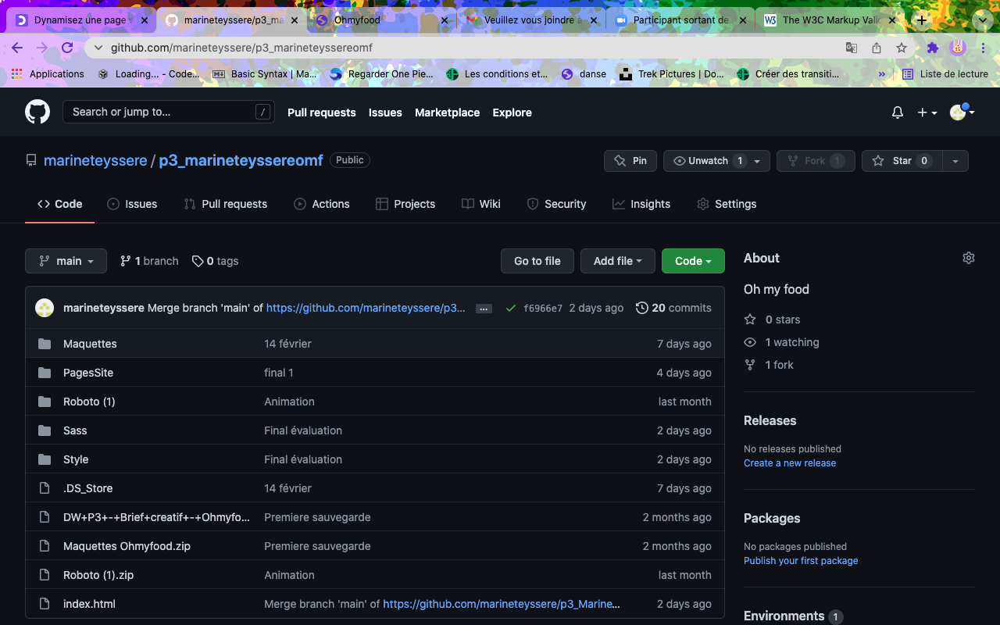 Dynamisez une page v
marineteyssere/p3_ma
Ohmyfood
Veuillez vous joindre a
Participant sortant de
W3 The W3C Markup Valid
github.com/marineteyssere/p3_marineteyssereomf
Applications
Loading... - Code...
Basic Syntax | Ma...
Regarder One Pie...
Les conditions et...
danse
Trek Pictures | Do...
Créer des transiti...
»
Liste de lecture
Search or jump to...
/
Pull requests
Issues
Marketplace
Explore
marineteyssere / p3_marineteyssereomf
Public
Pin
Unwatch 1
Fork 1
Star 0
Code
Issues
Pull requests
Actions
Projects
Wiki
Security
Insights
Settings
main
1 branch
0 tags
Go to file
Add file
Code
marineteyssere Merge branch 'main' of https://github.com/marineteyssere/p3... ... f6966e7 2 days ago 20 commits
Maquettes 14 février 7 days ago
PagesSite final 1 4 days ago
Roboto (1) Animation last month
Sass Final évaluation 2 days ago
Style Final évaluation 2 days ago
.DS_Store 14 février 7 days ago
DW+P3+-+Brief+creatif+-+Ohmyfo... Premiere sauvegarde 2 months ago
Maquettes Ohmyfood.zip Premiere sauvegarde 2 months ago
Roboto (1).zip Animation last month
index.html Merge branch 'main' of https://github.com/marineteyssere/p3_Marine... 2 days ago
About
Oh my food
0 stars
1 watching
1 fork
Releases
No releases published
Create a new release
Packages
No packages published
Publish your first package
Environments 1